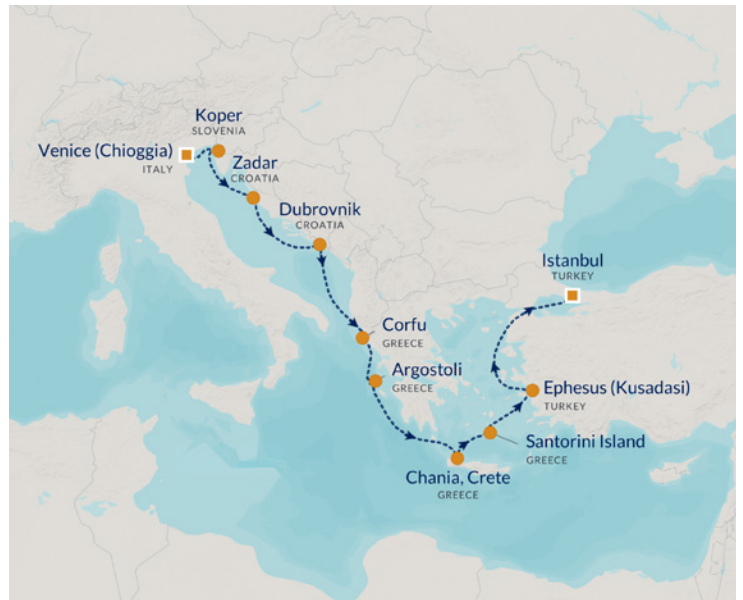 Koper
SLOVENIA
Venice (Chioggia)
ITALY
Zadar
CROATIA
Dubrovnik
CROATIA
Istanbul
TURKEY
Corfu
GREECE
Argostoli
GREECE
Ephesus (Kusadasi)
TURKEY
Santorini Island
GREECE
Chania, Crete
GREECE